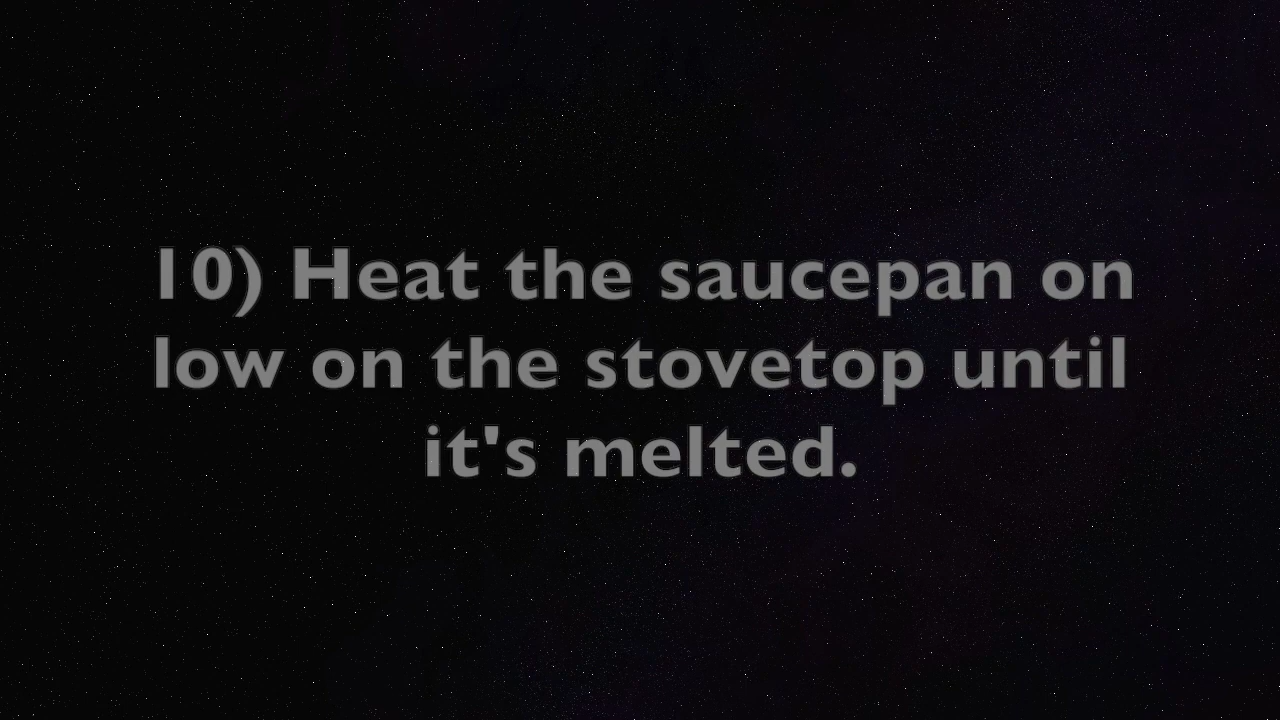 10) Heat the saucepan on
low on the stovetop until
it's melted.